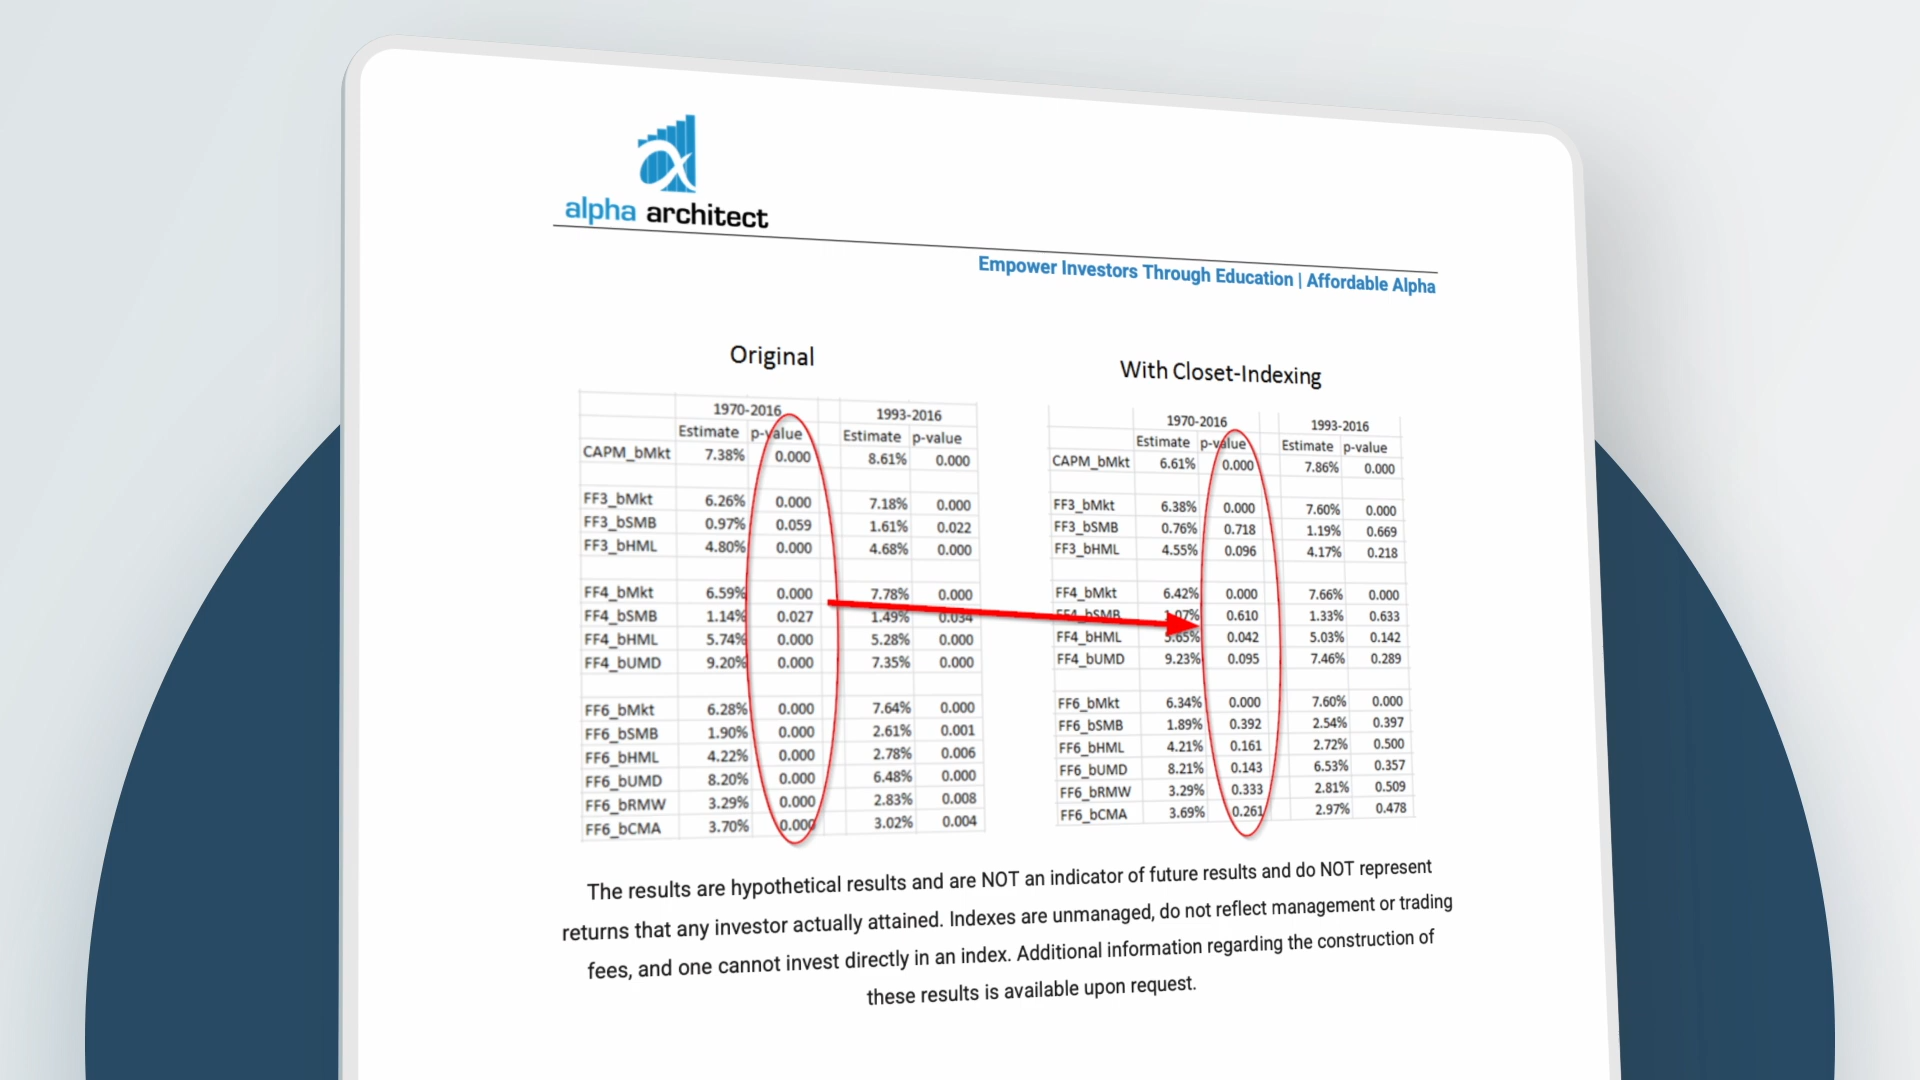 alpha architect
Empower Investors Through Education | Affordable Alpha
Original
1970-2016 1993-2016
Estimate p-value Estimate p-value
CAPM_bMkt 7.38% 0.000 8.61% 0.000
FF3_bMkt 6.26% 0.000 7.18% 0.000
FF3_bSMB 0.97% 0.059 1.61% 0.022
FF3_bHML 4.80% 0.000 4.68% 0.000
FF4_bMkt 6.59% 0.000 7.78% 0.000
FF4_bSMB 1.14% 0.027 1.49% 0.034
FF4_bHML 5.74% 0.000 5.28% 0.000
FF4_bUMD 9.20% 0.000 7.35% 0.000
FF6_bMkt 6.28% 0.000 7.64% 0.000
FF6_bSMB 1.90% 0.000 2.61% 0.001
FF6_bHML 4.22% 0.000 2.78% 0.006
FF6_bUMD 8.20% 0.000 6.48% 0.000
FF6_bRMW 3.29% 0.000 2.83% 0.008
FF6_bCMA 3.70% 0.000 3.02% 0.004
With Closet-Indexing
1970-2016 1993-2016
Estimate p-value Estimate p-value
CAPM_bMkt 6.61% 0.000 7.86% 0.000
FF3_bMkt 6.38% 0.000 7.60% 0.000
FF3_bSMB 0.76% 0.718 1.19% 0.669
FF3_bHML 4.55% 0.096 4.17% 0.218
FF4_bMkt 6.42% 0.000 7.66% 0.000
FF4_bSMB 1.07% 0.610 1.33% 0.633
FF4_bHML 5.65% 0.042 5.03% 0.142
FF4_bUMD 9.23% 0.095 7.46% 0.289
FF6_bMkt 6.34% 0.000 7.60% 0.000
FF6_bSMB 1.89% 0.392 2.54% 0.397
FF6_bHML 4.21% 0.161 2.72% 0.500
FF6_bUMD 8.21% 0.143 6.53% 0.357
FF6_bRMW 3.29% 0.333 2.81% 0.509
FF6_bCMA 3.69% 0.261 2.97% 0.478
The results are hypothetical results and are NOT an indicator of future results and do NOT represent
returns that any investor actually attained. Indexes are unmanaged, do not reflect management or trading
fees, and one cannot invest directly in an index. Additional information regarding the construction of
these results is available upon request.